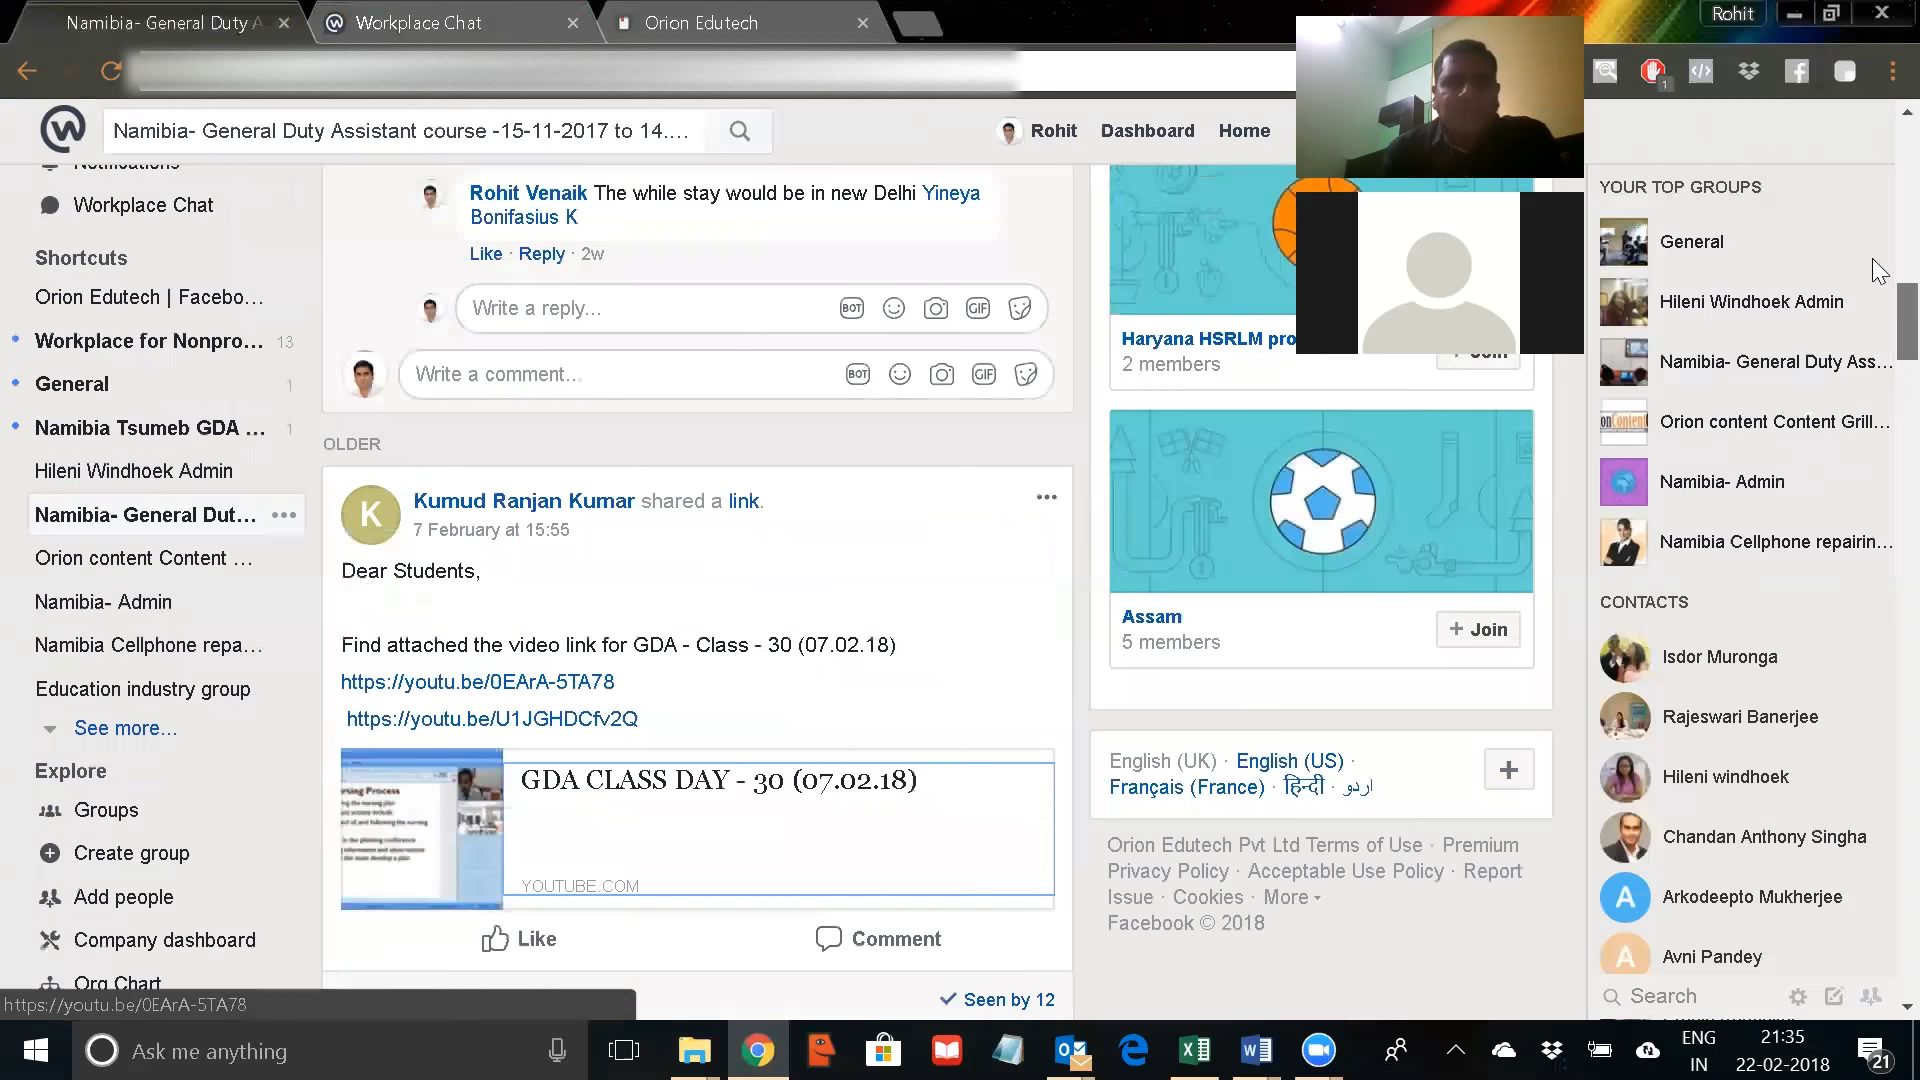 Namibia- General Duty A
Workplace Chat
Orion Edutech
Rohit
1
Namibia- General Duty Assistant course -15-11-2017 to 14....
Rohit
Dashboard
Home
Notifications
Workplace Chat
Shortcuts
Orion Edutech | Facebo...
Workplace for Nonpro... 13
General 1
Namibia Tsumeb GDA ... 1
Hileni Windhoek Admin
Namibia- General Dut...
Orion content Content ...
Namibia- Admin
Namibia Cellphone repa...
Education industry group
See more...
Explore
Groups
Create group
Add people
Company dashboard
Org Chart
https://youtu.be/0EArA-5TA78
Rohit Venaik The while stay would be in new Delhi Yineya
Bonifasius K
Like · Reply · 2w
Write a reply...
BOT
GIF
Write a comment...
BOT
GIF
OLDER
K
Kumud Ranjan Kumar shared a link.
7 February at 15:55
Dear Students,
Find attached the video link for GDA - Class - 30 (07.02.18)
https://youtu.be/0EArA-5TA78
https://youtu.be/U1JGHDCfv2Q
GDA CLASS DAY - 30 (07.02.18)
YOUTUBE.COM
Like
Comment
Seen by 12
Haryana HSRLM pro
2 members
+ Join
Assam
5 members
+ Join
English (UK) · English (US) ·
Français (France) · हिन्दी · اردو
Orion Edutech Pvt Ltd Terms of Use · Premium
Privacy Policy · Acceptable Use Policy · Report
Issue · Cookies · More
Facebook © 2018
YOUR TOP GROUPS
General
Hileni Windhoek Admin
Namibia- General Duty Ass...
Orion content Content Grill...
Namibia- Admin
Namibia Cellphone repairin...
CONTACTS
Isdor Muronga
Rajeswari Banerjee
Hileni windhoek
Chandan Anthony Singha
A
Arkodeepto Mukherjee
A
Avni Pandey
Search
Ask me anything
ENG
IN
21:35
22-02-2018
21